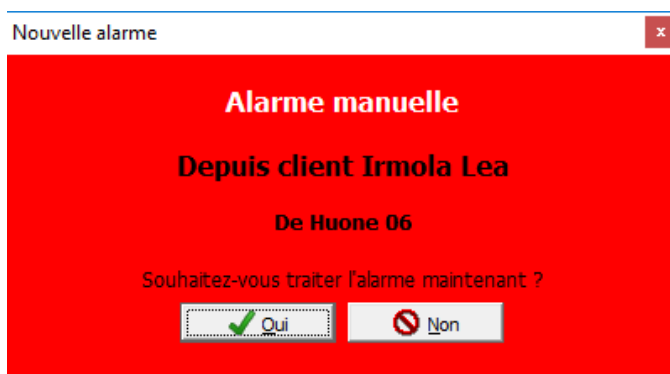 Nouvelle alarme
x
Alarme manuelle
Depuis client Irmola Lea
De Huone 06
Souhaitez-vous traiter l'alarme maintenant ?
Oui
Non